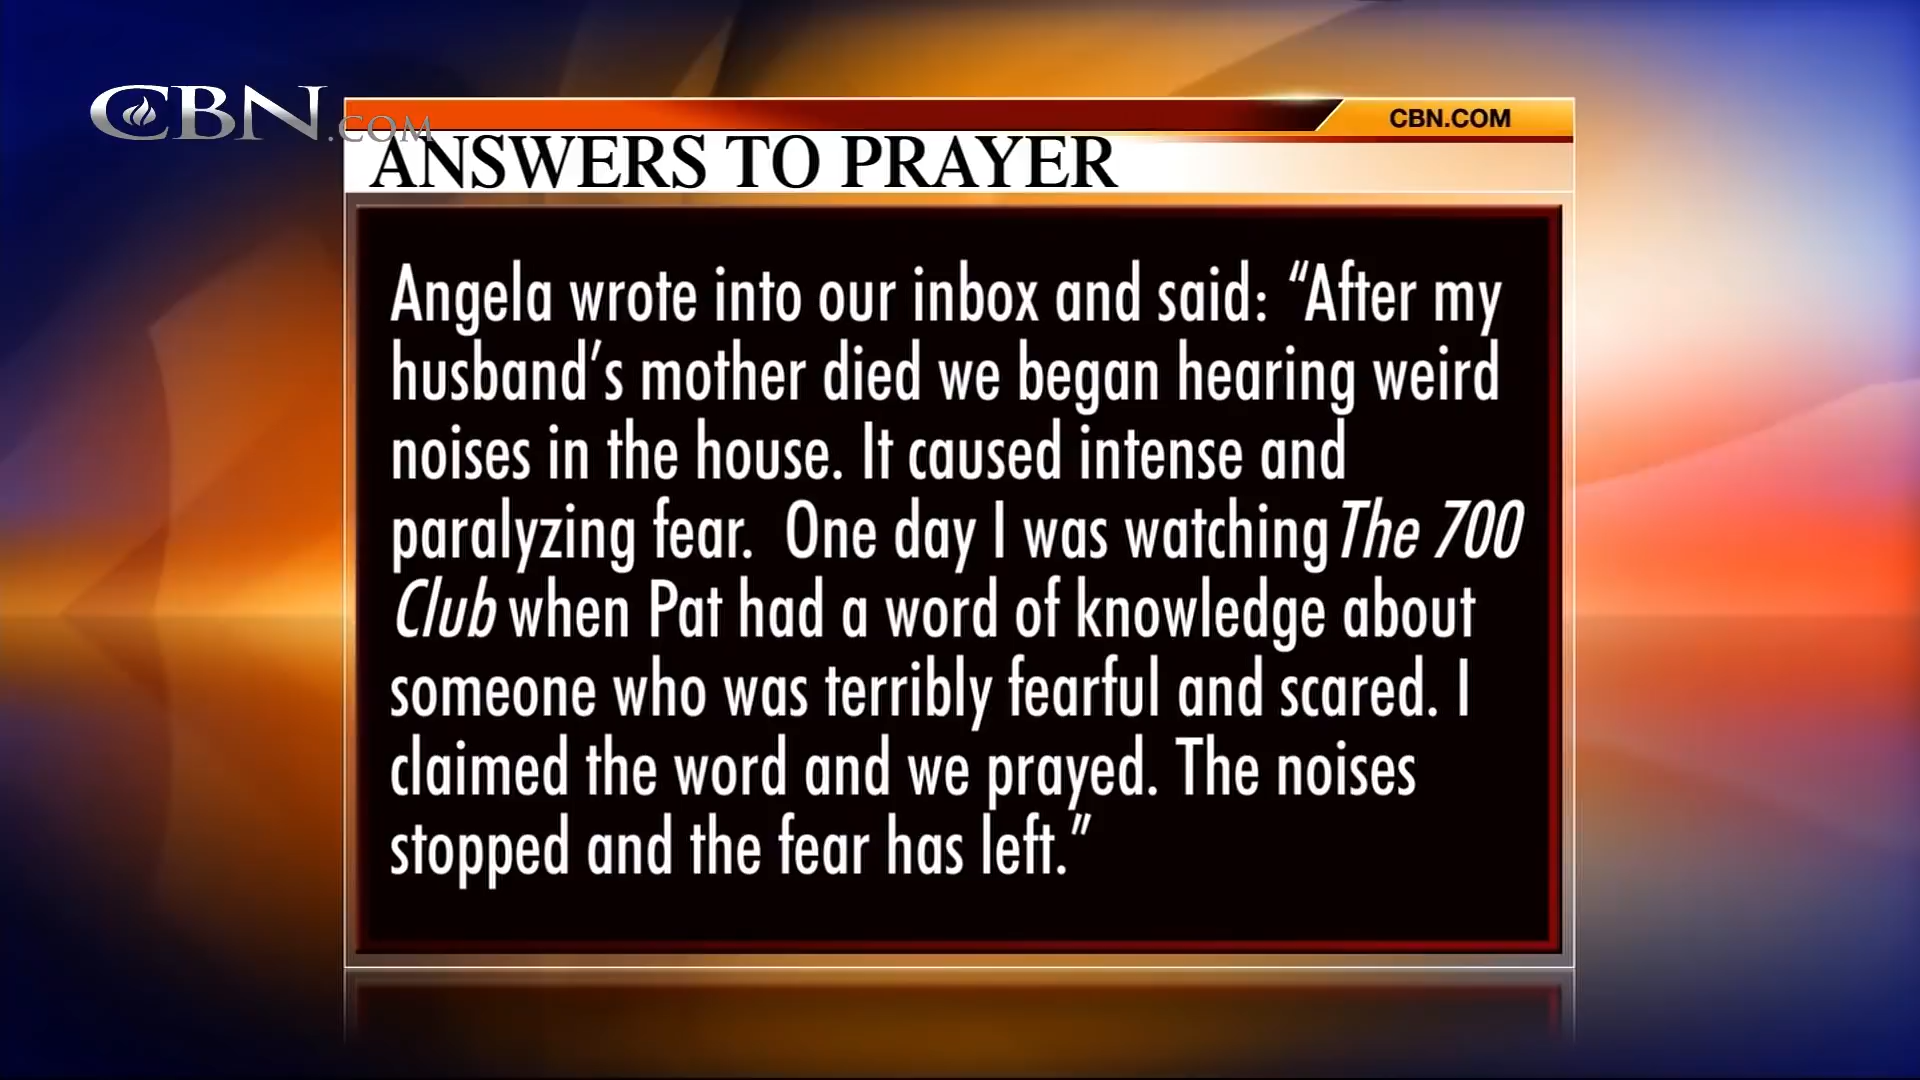 CBN.COM
CBN.COM
ANSWERS TO PRAYER
Angela wrote into our inbox and said: “After my
husband’s mother died we began hearing weird
noises in the house. It caused intense and
paralyzing fear.  One day I was watching The 700
Club when Pat had a word of knowledge about
someone who was terribly fearful and scared. I
claimed the word and we prayed. The noises
stopped and the fear has left.”